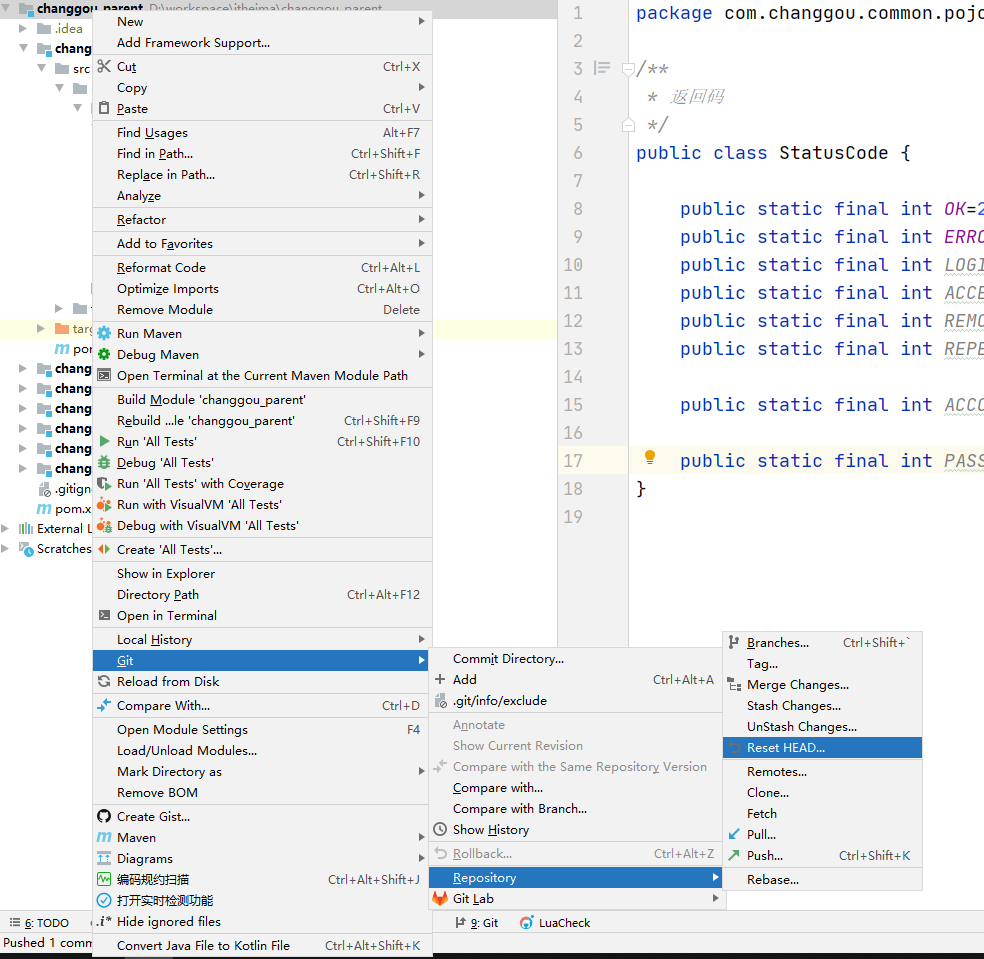 changgou_parent D:\workspace\itheima\changgou_parent
.idea
chang
src
targ
por
chang
chang
chang
chang
chang
chang
.gitign
pom.x
External L
Scratches
New
Add Framework Support...
Cut Ctrl+X
Copy
Paste Ctrl+V
Find Usages Alt+F7
Find in Path... Ctrl+Shift+F
Replace in Path... Ctrl+Shift+R
Analyze
Refactor
Add to Favorites
Reformat Code Ctrl+Alt+L
Optimize Imports Ctrl+Alt+O
Remove Module Delete
Run Maven
Debug Maven
Open Terminal at the Current Maven Module Path
Build Module 'changgou_parent'
Rebuild ...le 'changgou_parent' Ctrl+Shift+F9
Run 'All Tests' Ctrl+Shift+F10
Debug 'All Tests'
Run 'All Tests' with Coverage
Run with VisualVM 'All Tests'
Debug with VisualVM 'All Tests'
Create 'All Tests'...
Show in Explorer
Directory Path Ctrl+Alt+F12
Open in Terminal
Local History
Git
Reload from Disk
Compare With... Ctrl+D
Open Module Settings F4
Load/Unload Modules...
Mark Directory as
Remove BOM
Create Gist...
Maven
Diagrams
编码规约扫描 Ctrl+Alt+Shift+J
打开实时检测功能
Hide ignored files
Convert Java File to Kotlin File Ctrl+Alt+Shift+K
Commit Directory...
Add Ctrl+Alt+A
.git/info/exclude
Annotate
Show Current Revision
Compare with the Same Repository Version
Compare with...
Compare with Branch...
Show History
Rollback... Ctrl+Alt+Z
Repository
Git Lab
Branches... Ctrl+Shift+`
Tag...
Merge Changes...
Stash Changes...
UnStash Changes...
Reset HEAD...
Remotes...
Clone...
Fetch
Pull...
Push... Ctrl+Shift+K
Rebase...
1 package com.changgou.common.pojo
2
3 /**
4 * 返回码
5 */
6 public class StatusCode {
7
8 public static final int OK=2
9 public static final int ERRO
10 public static final int LOGI
11 public static final int ACCE
12 public static final int REMO
13 public static final int REPE
14
15 public static final int ACCO
16
17 public static final int PASS
18 }
19
6: TODO
9: Git
LuaCheck
Pushed 1 comm